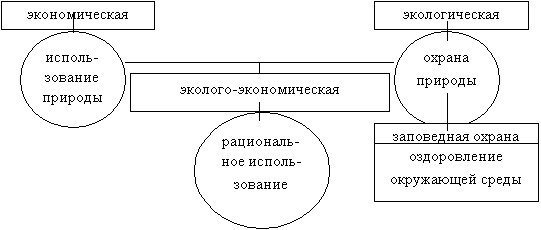 экономическая
экологическая
исполь-
зование
природы
охрана
природы
эколого-экономическая
рациональ-
ное исполь-
зование
заповедная охрана
оздоровление
окружающей среды